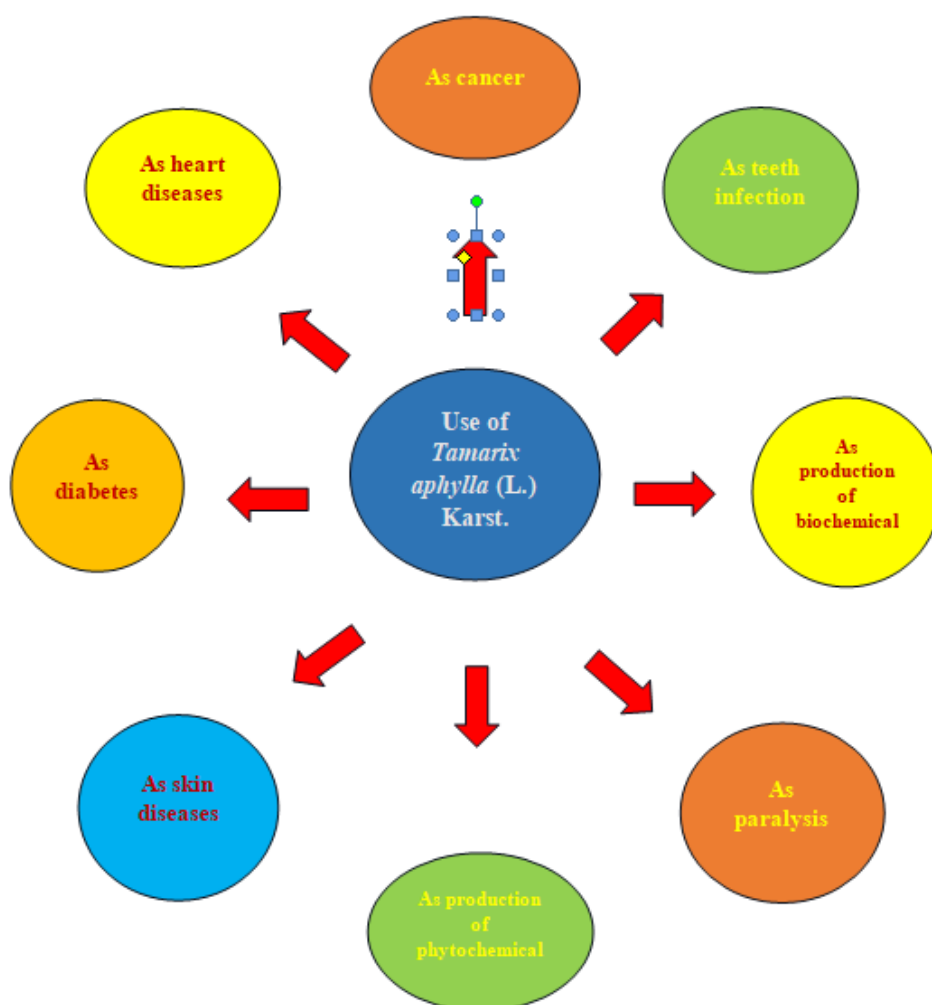 As cancer
As heart
diseases
As teeth
infection
Use of
Tamarix
aphylla (L.)
Karst.
As
diabetes
As
production
of
biochemical
As skin
diseases
As
paralysis
As production
of
phytochemical